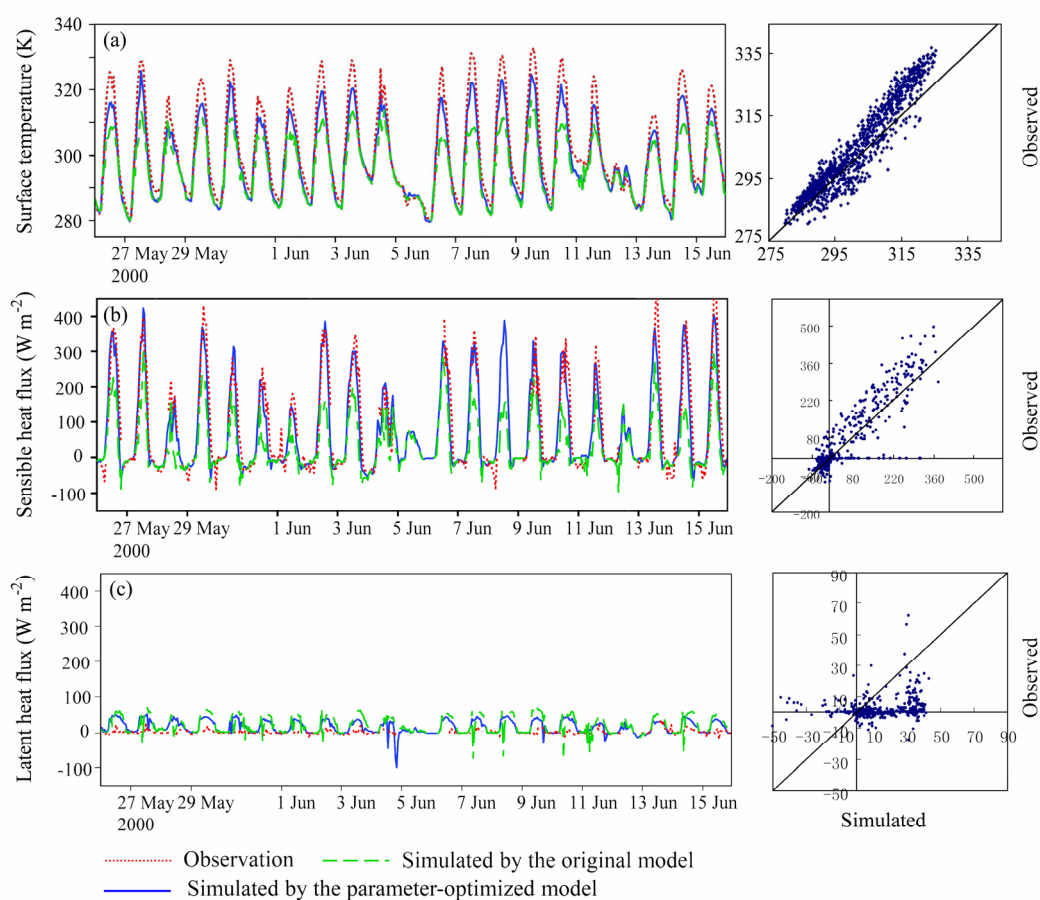 (a)
Surface temperature (K)
340
320
300
280
27 May 29 May 1 Jun 3 Jun 5 Jun 7 Jun 9 Jun 11 Jun 13 Jun 15 Jun
2000
335
315
295
275
275 295 315 335
Observed
(b)
Sensible heat flux (W m-2)
400
300
200
100
0
-100
27 May 29 May 1 Jun 3 Jun 5 Jun 7 Jun 9 Jun 11 Jun 13 Jun 15 Jun
2000
500
360
220
80
-200 80 220 360 500
-200
Observed
(c)
Latent heat flux (W m-2)
400
300
200
100
0
-100
27 May 29 May 1 Jun 3 Jun 5 Jun 7 Jun 9 Jun 11 Jun 13 Jun 15 Jun
2000
90
70
50
30
10
-50 -30 -10 10 30 50 70 90
-10
-30
-50
Observed
Simulated
Observation
Simulated by the original model
Simulated by the parameter-optimized model